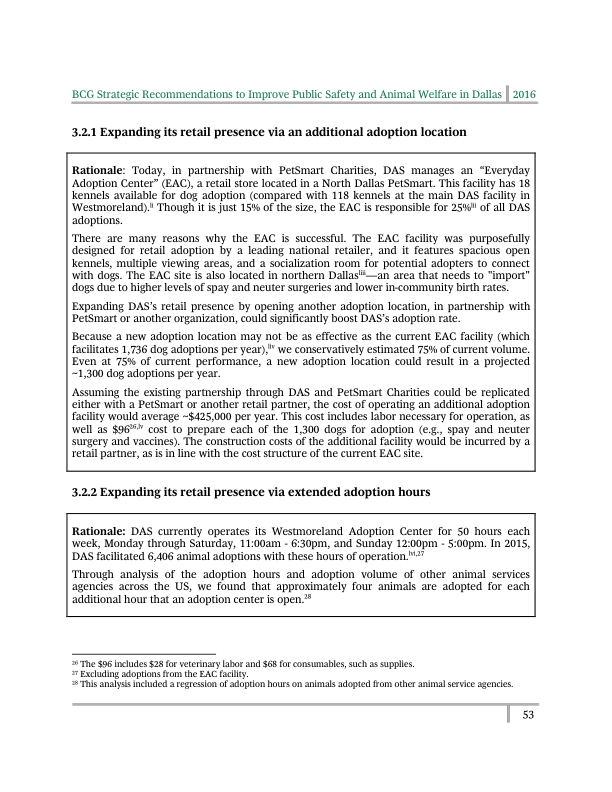 BCG Strategic Recommendations to Improve Public Safety and Animal Welfare in Dallas 2016
3.2.1 Expanding its retail presence via an additional adoption location
Rationale: Today, in partnership with PetSmart Charities, DAS manages an “Everyday
Adoption Center” (EAC), a retail store located in a North Dallas PetSmart. This facility has 18
kennels available for dog adoption (compared with 118 kennels at the main DAS facility in
Westmoreland).li Though it is just 15% of the size, the EAC is responsible for 25%lii of all DAS
adoptions.
There are many reasons why the EAC is successful. The EAC facility was purposefully
designed for retail adoption by a leading national retailer, and it features spacious open
kennels, multiple viewing areas, and a socialization room for potential adopters to connect
with dogs. The EAC site is also located in northern Dallasliii—an area that needs to "import"
dogs due to higher levels of spay and neuter surgeries and lower in-community birth rates.
Expanding DAS’s retail presence by opening another adoption location, in partnership with
PetSmart or another organization, could significantly boost DAS’s adoption rate.
Because a new adoption location may not be as effective as the current EAC facility (which
facilitates 1,736 dog adoptions per year),liv we conservatively estimated 75% of current volume.
Even at 75% of current performance, a new adoption location could result in a projected
~1,300 dog adoptions per year.
Assuming the existing partnership through DAS and PetSmart Charities could be replicated
either with a PetSmart or another retail partner, the cost of operating an additional adoption
facility would average ~$425,000 per year. This cost includes labor necessary for operation, as
well as $9626,lv cost to prepare each of the 1,300 dogs for adoption (e.g., spay and neuter
surgery and vaccines). The construction costs of the additional facility would be incurred by a
retail partner, as is in line with the cost structure of the current EAC site.
3.2.2 Expanding its retail presence via extended adoption hours
Rationale: DAS currently operates its Westmoreland Adoption Center for 50 hours each
week, Monday through Saturday, 11:00am - 6:30pm, and Sunday 12:00pm - 5:00pm. In 2015,
DAS facilitated 6,406 animal adoptions with these hours of operation.lvi,27
Through analysis of the adoption hours and adoption volume of other animal services
agencies across the US, we found that approximately four animals are adopted for each
additional hour that an adoption center is open.28
26 The $96 includes $28 for veterinary labor and $68 for consumables, such as supplies.
27 Excluding adoptions from the EAC facility.
28 This analysis included a regression of adoption hours on animals adopted from other animal service agencies.
53